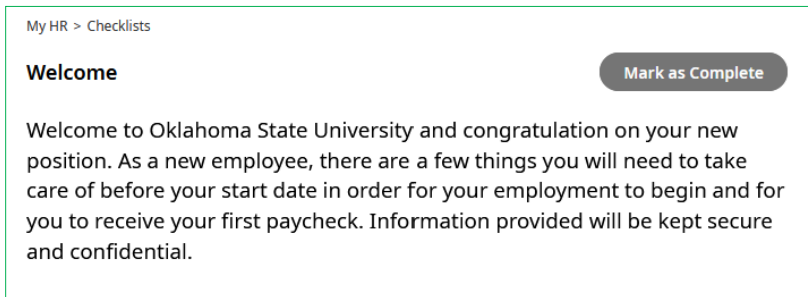 My HR > Checklists
Welcome
Mark as Complete
Welcome to Oklahoma State University and congratulation on your new
position. As a new employee, there are a few things you will need to take
care of before your start date in order for your employment to begin and for
you to receive your first paycheck. Information provided will be kept secure
and confidential.